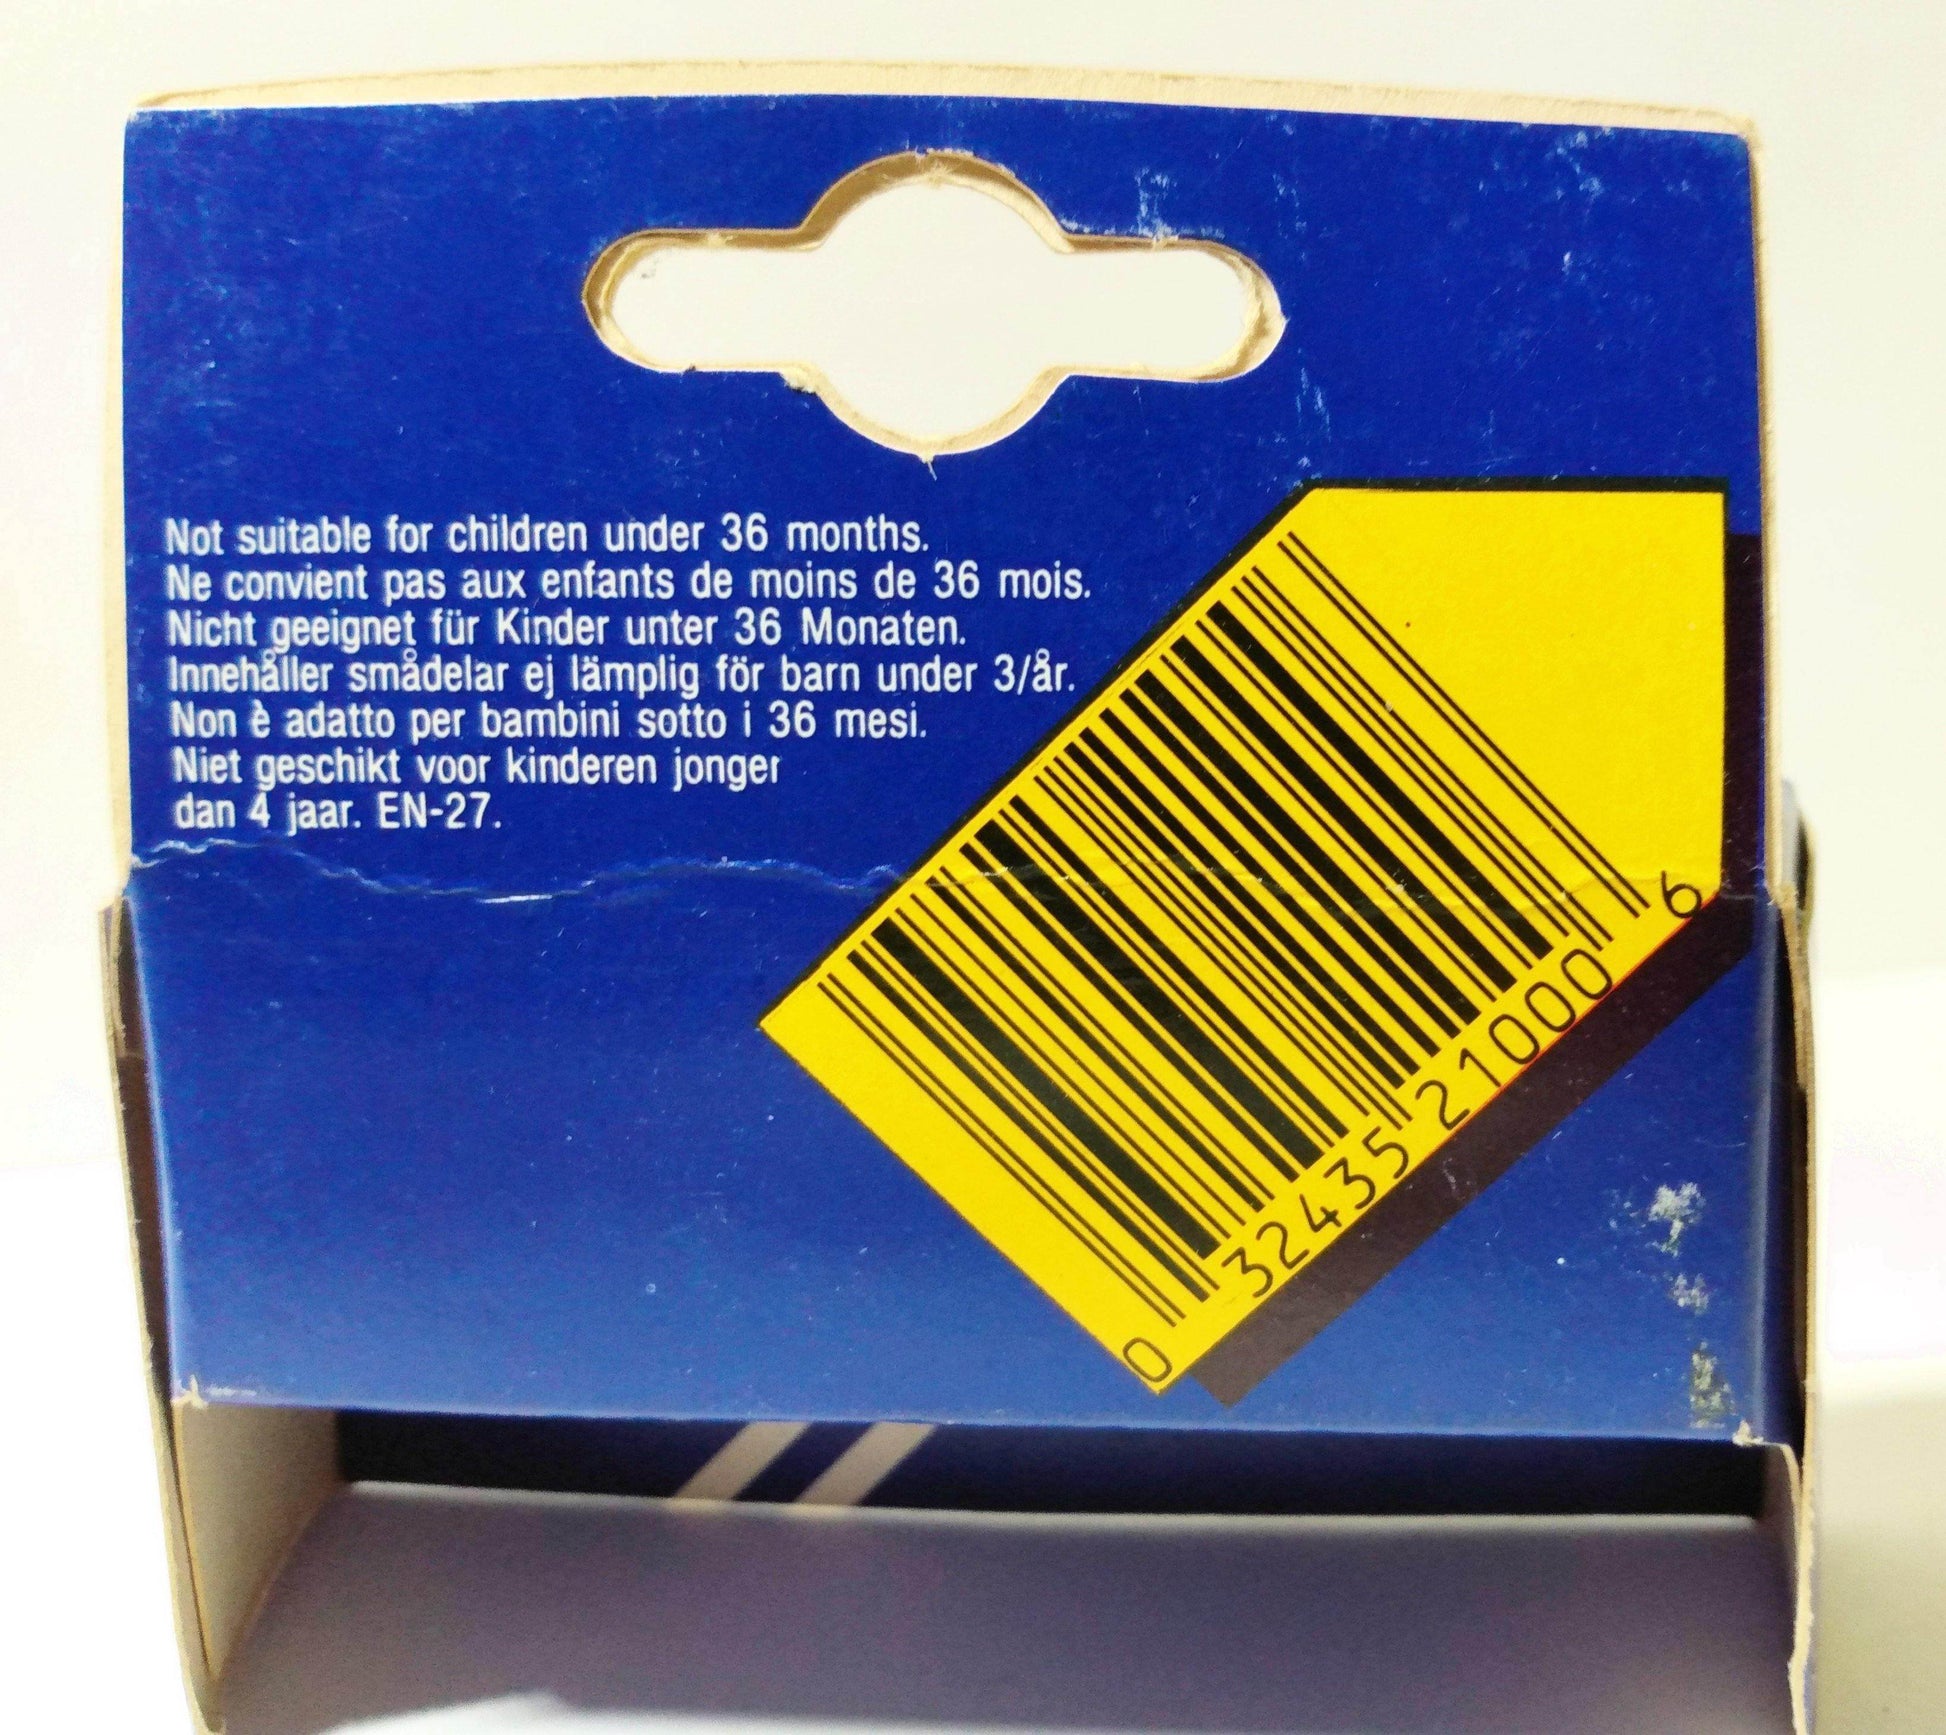 Not suitable for children under 36 months.
Ne convient pas aux enfants de moins de 36 mois.
Nicht geeignet für Kinder unter 36 Monaten.
Innehåller smådelar ej lämplig för barn under 3/år.
Non è adatto per bambini sotto i 36 mesi.
Niet geschikt voor kinderen jonger
dan 4 jaar. EN-27.
0 32435 21000 6